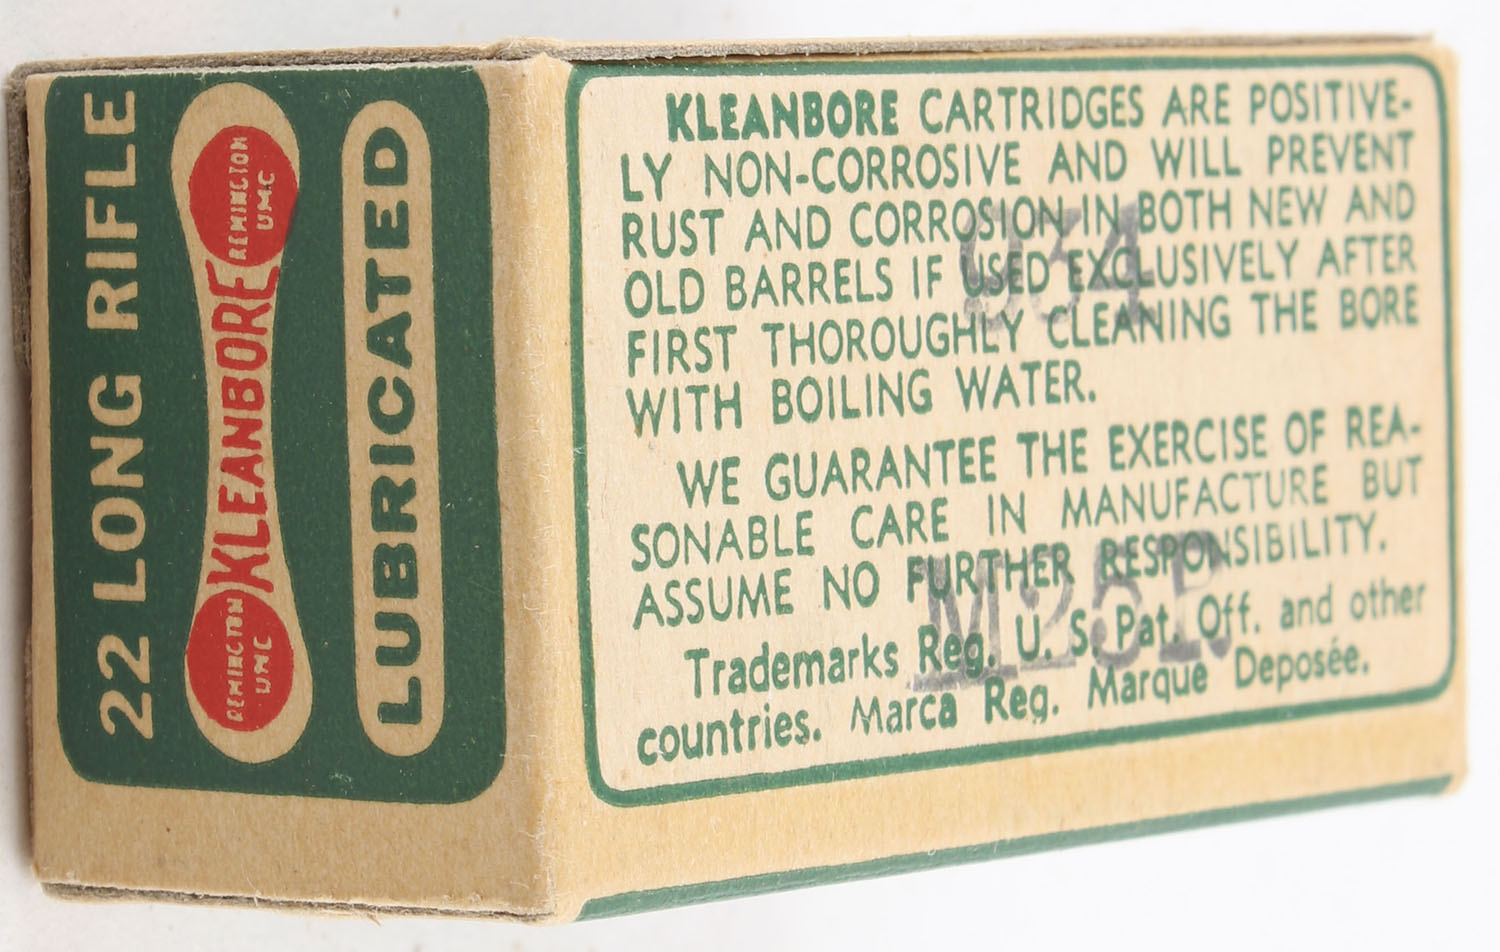 22 LONG RIFLE
REMINGTON
UMC
KLEANBORE
REMINGTON
UMC
LUBRICATED
KLEANBORE CARTRIDGES ARE POSITIVE-
LY NON-CORROSIVE AND WILL PREVENT
RUST AND CORROSION IN BOTH NEW AND
OLD BARRELS IF USED EXCLUSIVELY AFTER
FIRST THOROUGHLY CLEANING THE BORE
WITH BOILING WATER.
WE GUARANTEE THE EXERCISE OF REA-
SONABLE CARE IN MANUFACTURE BUT
ASSUME NO FURTHER RESPONSIBILITY.
Trademarks Reg. U. S. Pat. Off. and other
countries. Marca Reg. Marque Deposée.